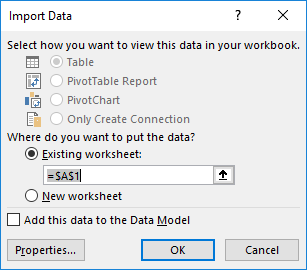 Import Data
Select how you want to view this data in your workbook.
Table
PivotTable Report
PivotChart
Only Create Connection
Where do you want to put the data?
Existing worksheet:
=$A$1
New worksheet
Add this data to the Data Model
Properties...
OK
Cancel